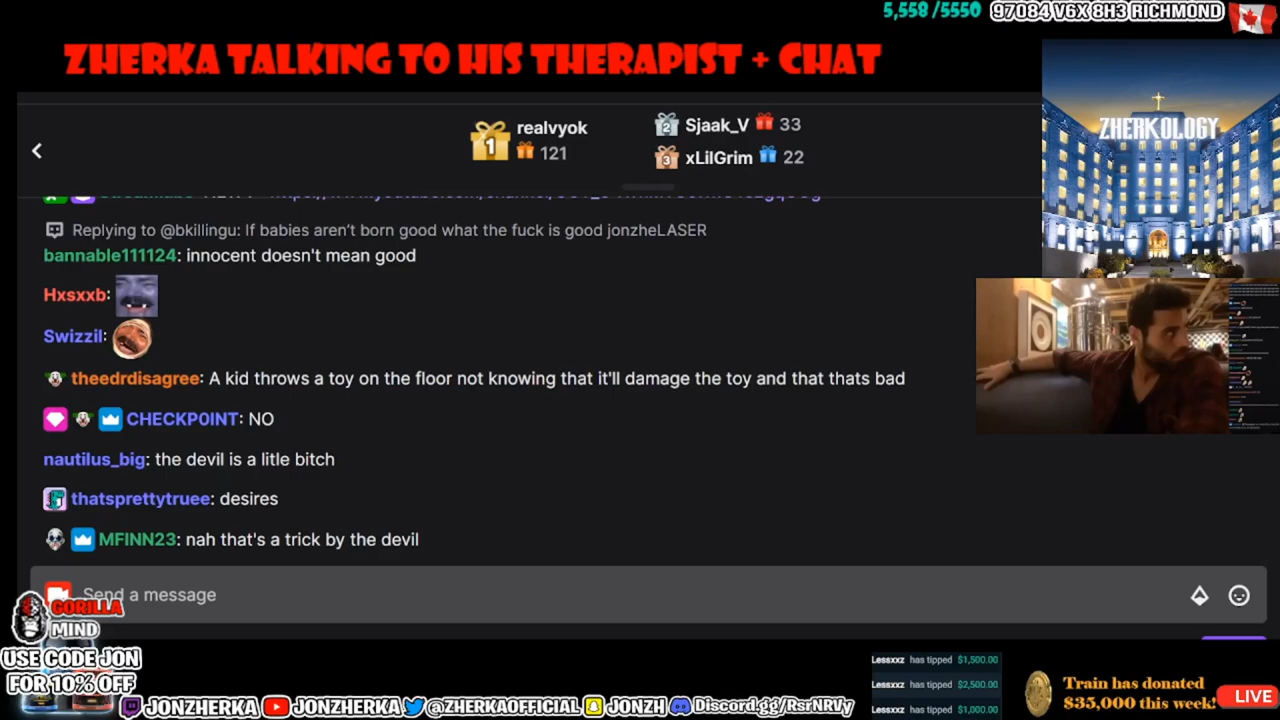 5,558 /5550
97084 V6X 8H3 RICHMOND
ZHERKA TALKING TO HIS THERAPIST + CHAT
ZHERKOLOGY
1 realvyok
121
2 Sjaak_V 33
3 xLilGrim 22
Replying to @bkillingu: If babies aren't born good what the fuck is good jonzheLASER
bannable111124: innocent doesn't mean good
Hxsxxb:
Swizzil:
theedrdisagree: A kid throws a toy on the floor not knowing that it'll damage the toy and that thats bad
CHECKP0INT: NO
nautilus_big: the devil is a litle bitch
thatsprettytruee: desires
MFINN23: nah that's a trick by the devil
Send a message
GORILLA
MIND
USE CODE JON
FOR 10% OFF
JONZHERKA JONZHERKA @ZHERKAOFFICIAL JONZH Discord.gg/RsrNRVy
Lessxxz has tipped $1,500.00
Lessxxz has tipped $2,500.00
Lessxxz has tipped $1,000.00
Train has donated
$35,000 this week!
LIVE